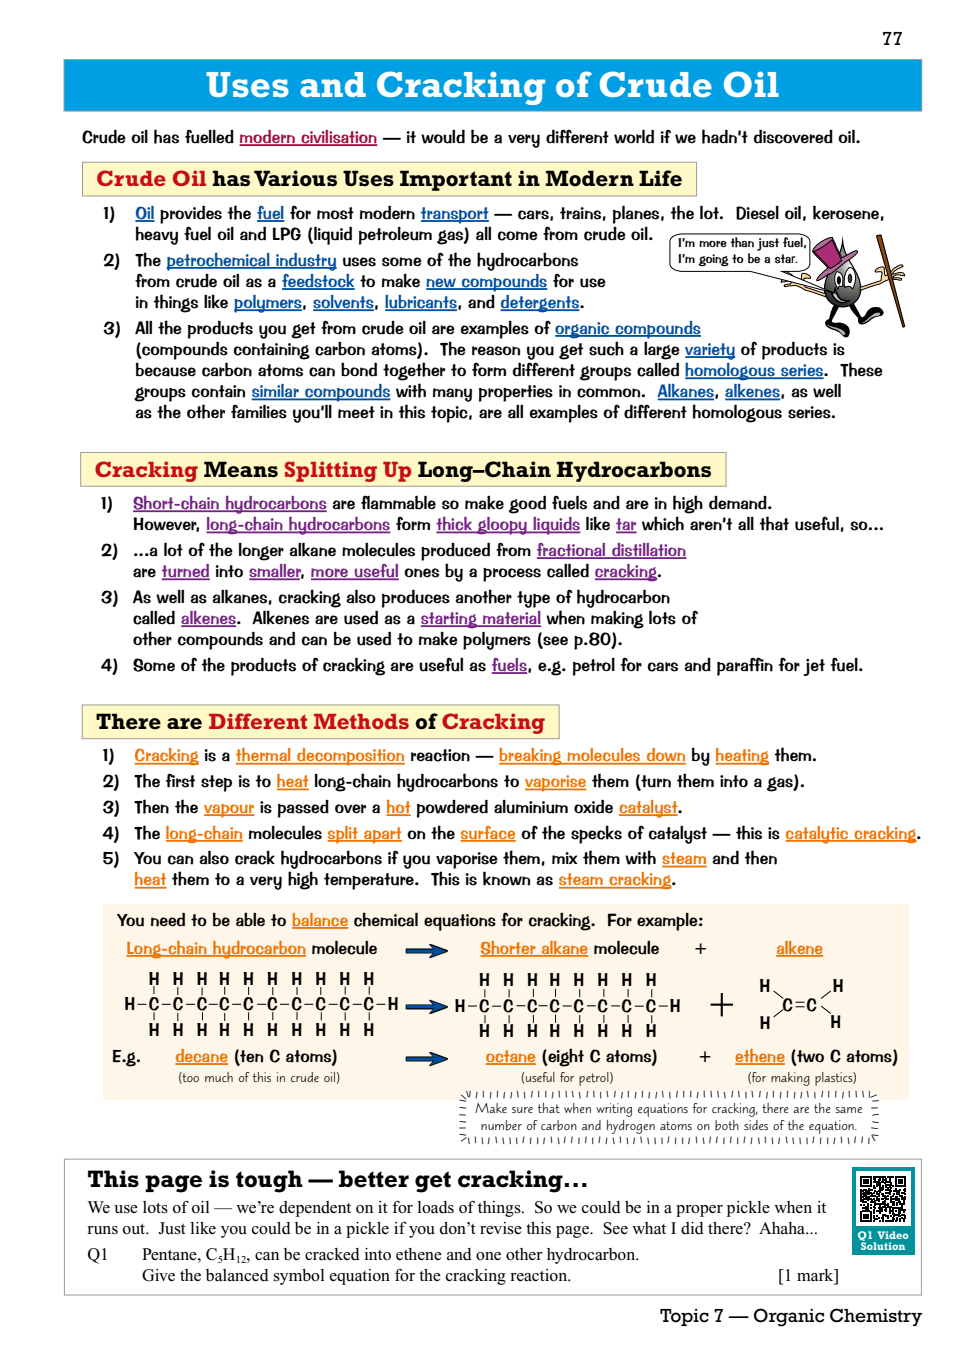 77
Uses and Cracking of Crude Oil
Crude oil has fuelled modern civilisation — it would be a very different world if we hadn't discovered oil.
Crude Oil has Various Uses Important in Modern Life
1) Oil provides the fuel for most modern transport — cars, trains, planes, the lot. Diesel oil, kerosene,
heavy fuel oil and LPG (liquid petroleum gas) all come from crude oil.
I'm more than just fuel,
I'm going to be a star.
2) The petrochemical industry uses some of the hydrocarbons
from crude oil as a feedstock to make new compounds for use
in things like polymers, solvents, lubricants, and detergents.
3) All the products you get from crude oil are examples of organic compounds
(compounds containing carbon atoms). The reason you get such a large variety of products is
because carbon atoms can bond together to form different groups called homologous series. These
groups contain similar compounds with many properties in common. Alkanes, alkenes, as well
as the other families you'll meet in this topic, are all examples of different homologous series.
Cracking Means Splitting Up Long–Chain Hydrocarbons
1) Short-chain hydrocarbons are flammable so make good fuels and are in high demand.
However, long-chain hydrocarbons form thick gloopy liquids like tar which aren't all that useful, so...
2) ...a lot of the longer alkane molecules produced from fractional distillation
are turned into smaller, more useful ones by a process called cracking.
3) As well as alkanes, cracking also produces another type of hydrocarbon
called alkenes. Alkenes are used as a starting material when making lots of
other compounds and can be used to make polymers (see p.80).
4) Some of the products of cracking are useful as fuels, e.g. petrol for cars and paraffin for jet fuel.
There are Different Methods of Cracking
1) Cracking is a thermal decomposition reaction — breaking molecules down by heating them.
2) The first step is to heat long-chain hydrocarbons to vaporise them (turn them into a gas).
3) Then the vapour is passed over a hot powdered aluminium oxide catalyst.
4) The long-chain molecules split apart on the surface of the specks of catalyst — this is catalytic cracking.
5) You can also crack hydrocarbons if you vaporise them, mix them with steam and then
heat them to a very high temperature. This is known as steam cracking.
You need to be able to balance chemical equations for cracking. For example:
Long-chain hydrocarbon molecule → Shorter alkane molecule + alkene
H H H H H H H H H H H H H H H H H H H H
H–C–C–C–C–C–C–C–C–C–C–H → H–C–C–C–C–C–C–C–C–H + C=C
H H H H H H H H H H H H H H H H H H H H
E.g. decane (ten C atoms) → octane (eight C atoms) + ethene (two C atoms)
(too much of this in crude oil) (useful for petrol) (for making plastics)
Make sure that when writing equations for cracking, there are the same
number of carbon and hydrogen atoms on both sides of the equation.
This page is tough — better get cracking...
We use lots of oil — we're dependent on it for loads of things. So we could be in a proper pickle when it
runs out. Just like you could be in a pickle if you don't revise this page. See what I did there? Ahaha...
Q1 Video
Solution
Q1 Pentane, C₅H₁₂, can be cracked into ethene and one other hydrocarbon.
Give the balanced symbol equation for the cracking reaction. [1 mark]
Topic 7 — Organic Chemistry